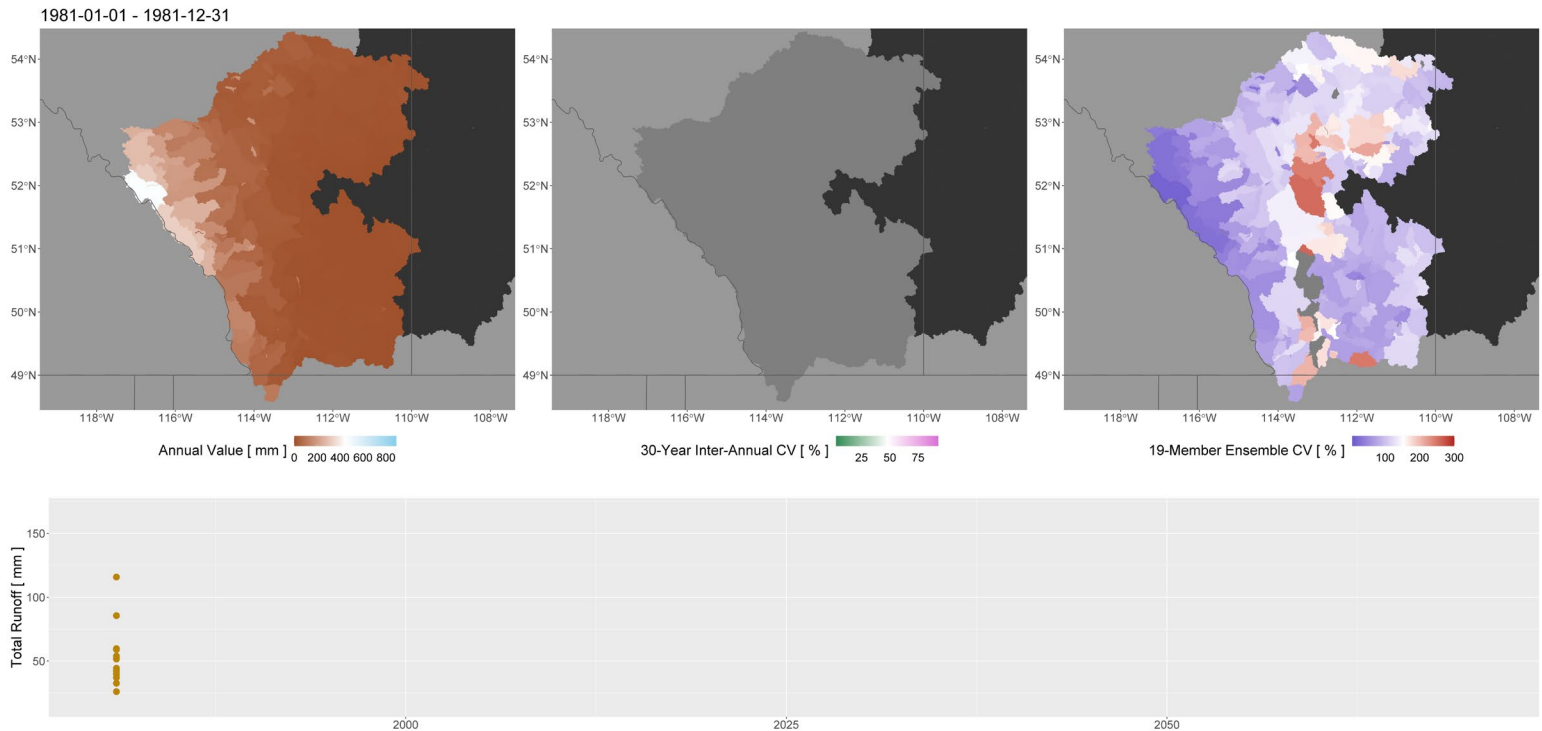 1981-01-01 - 1981-12-31
54°N 54°N 54°N
53°N 53°N 53°N
52°N 52°N 52°N
51°N 51°N 51°N
50°N 50°N 50°N
49°N 49°N 49°N
118°W 116°W 114°W 112°W 110°W 108°W 118°W 116°W 114°W 112°W 110°W 108°W 118°W 116°W 114°W 112°W 110°W 108°W
Annual Value [ mm ] 0 200 400 600 800
30-Year Inter-Annual CV [ % ] 25 50 75
19-Member Ensemble CV [ % ] 100 200 300
Total Runoff [ mm ]
150
100
50
2000 2025 2050